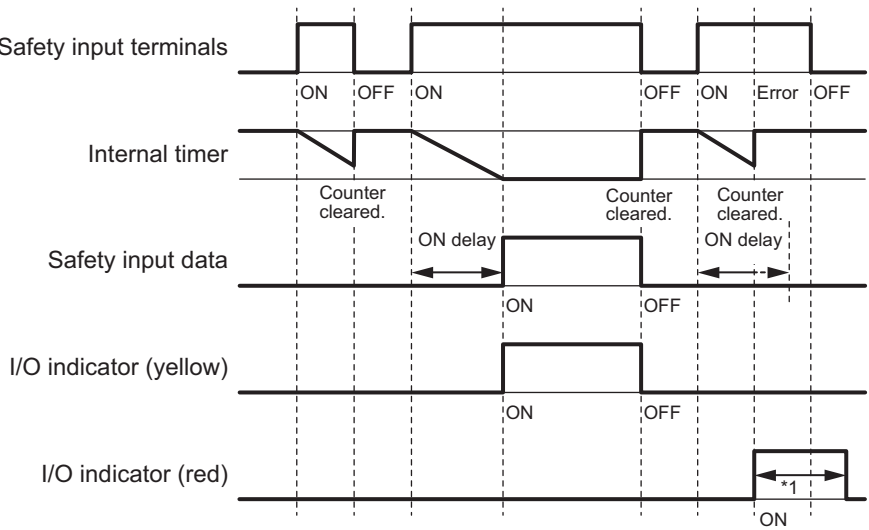 Safety input terminals
ON OFF ON OFF ON Error OFF
Internal timer
Counter cleared.
Counter cleared.
Counter cleared.
ON delay
ON delay
Safety input data
ON OFF
I/O indicator (yellow)
ON OFF
I/O indicator (red)
*1
ON